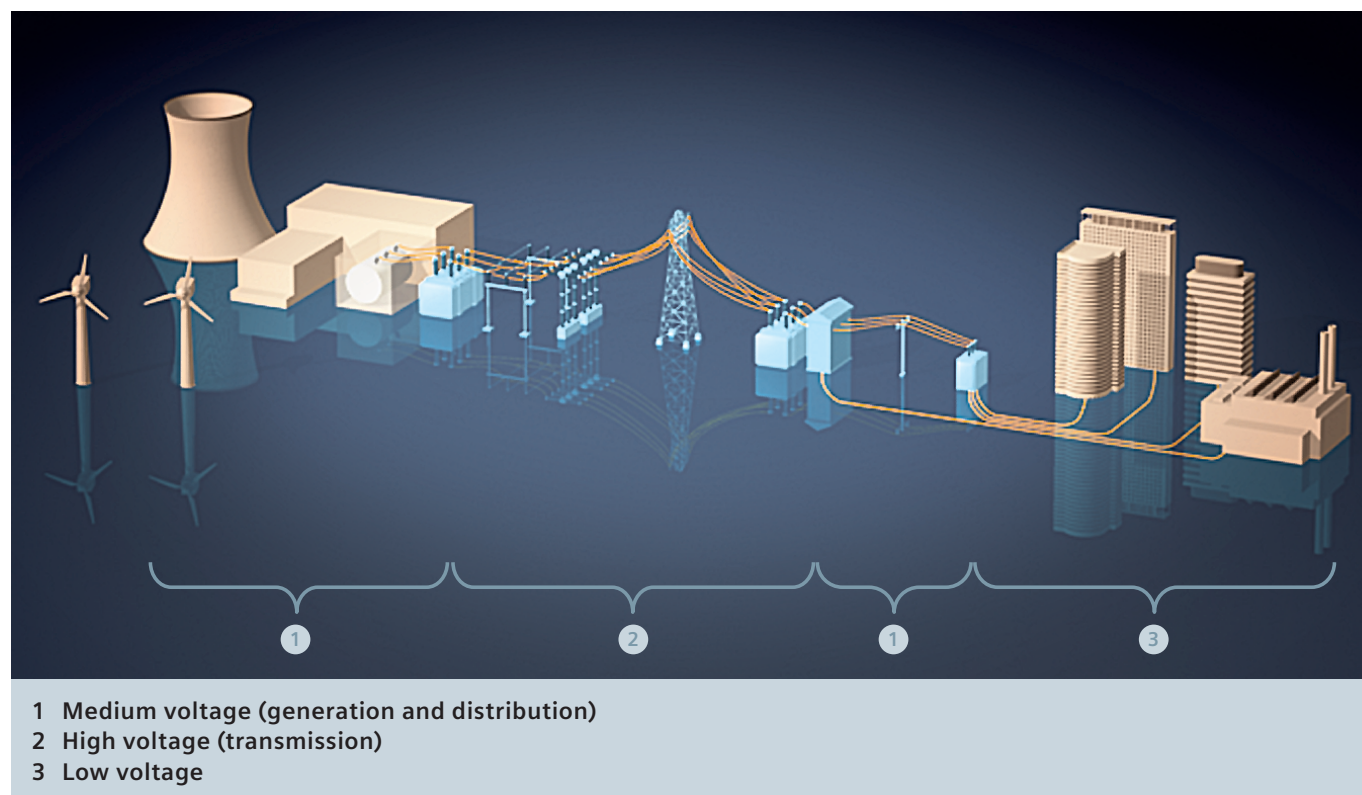 1
2
1
3
1 Medium voltage (generation and distribution)
2 High voltage (transmission)
3 Low voltage